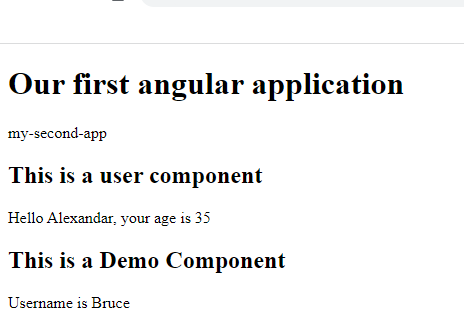 Our first angular application
my-second-app
This is a user component
Hello Alexandar, your age is 35
This is a Demo Component
Username is Bruce